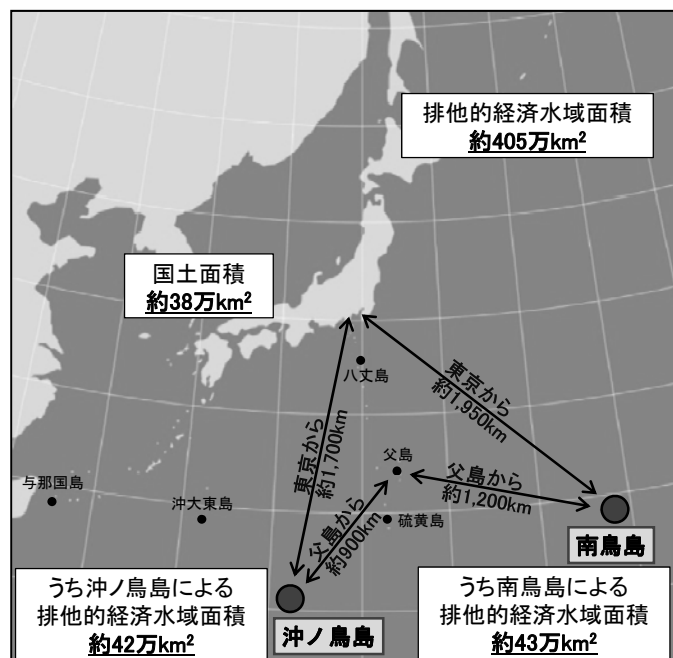 排他的経済水域面積
約405万km²
国土面積
約38万km²
八丈島
東京から
約1,950km
東京から
約1,700km
父島
父島から
約1,200km
与那国島
沖大東島
父島から
約900km
硫黄島
南鳥島
うち沖ノ鳥島による
排他的経済水域面積
約42万km²
沖ノ鳥島
うち南鳥島による
排他的経済水域面積
約43万km²